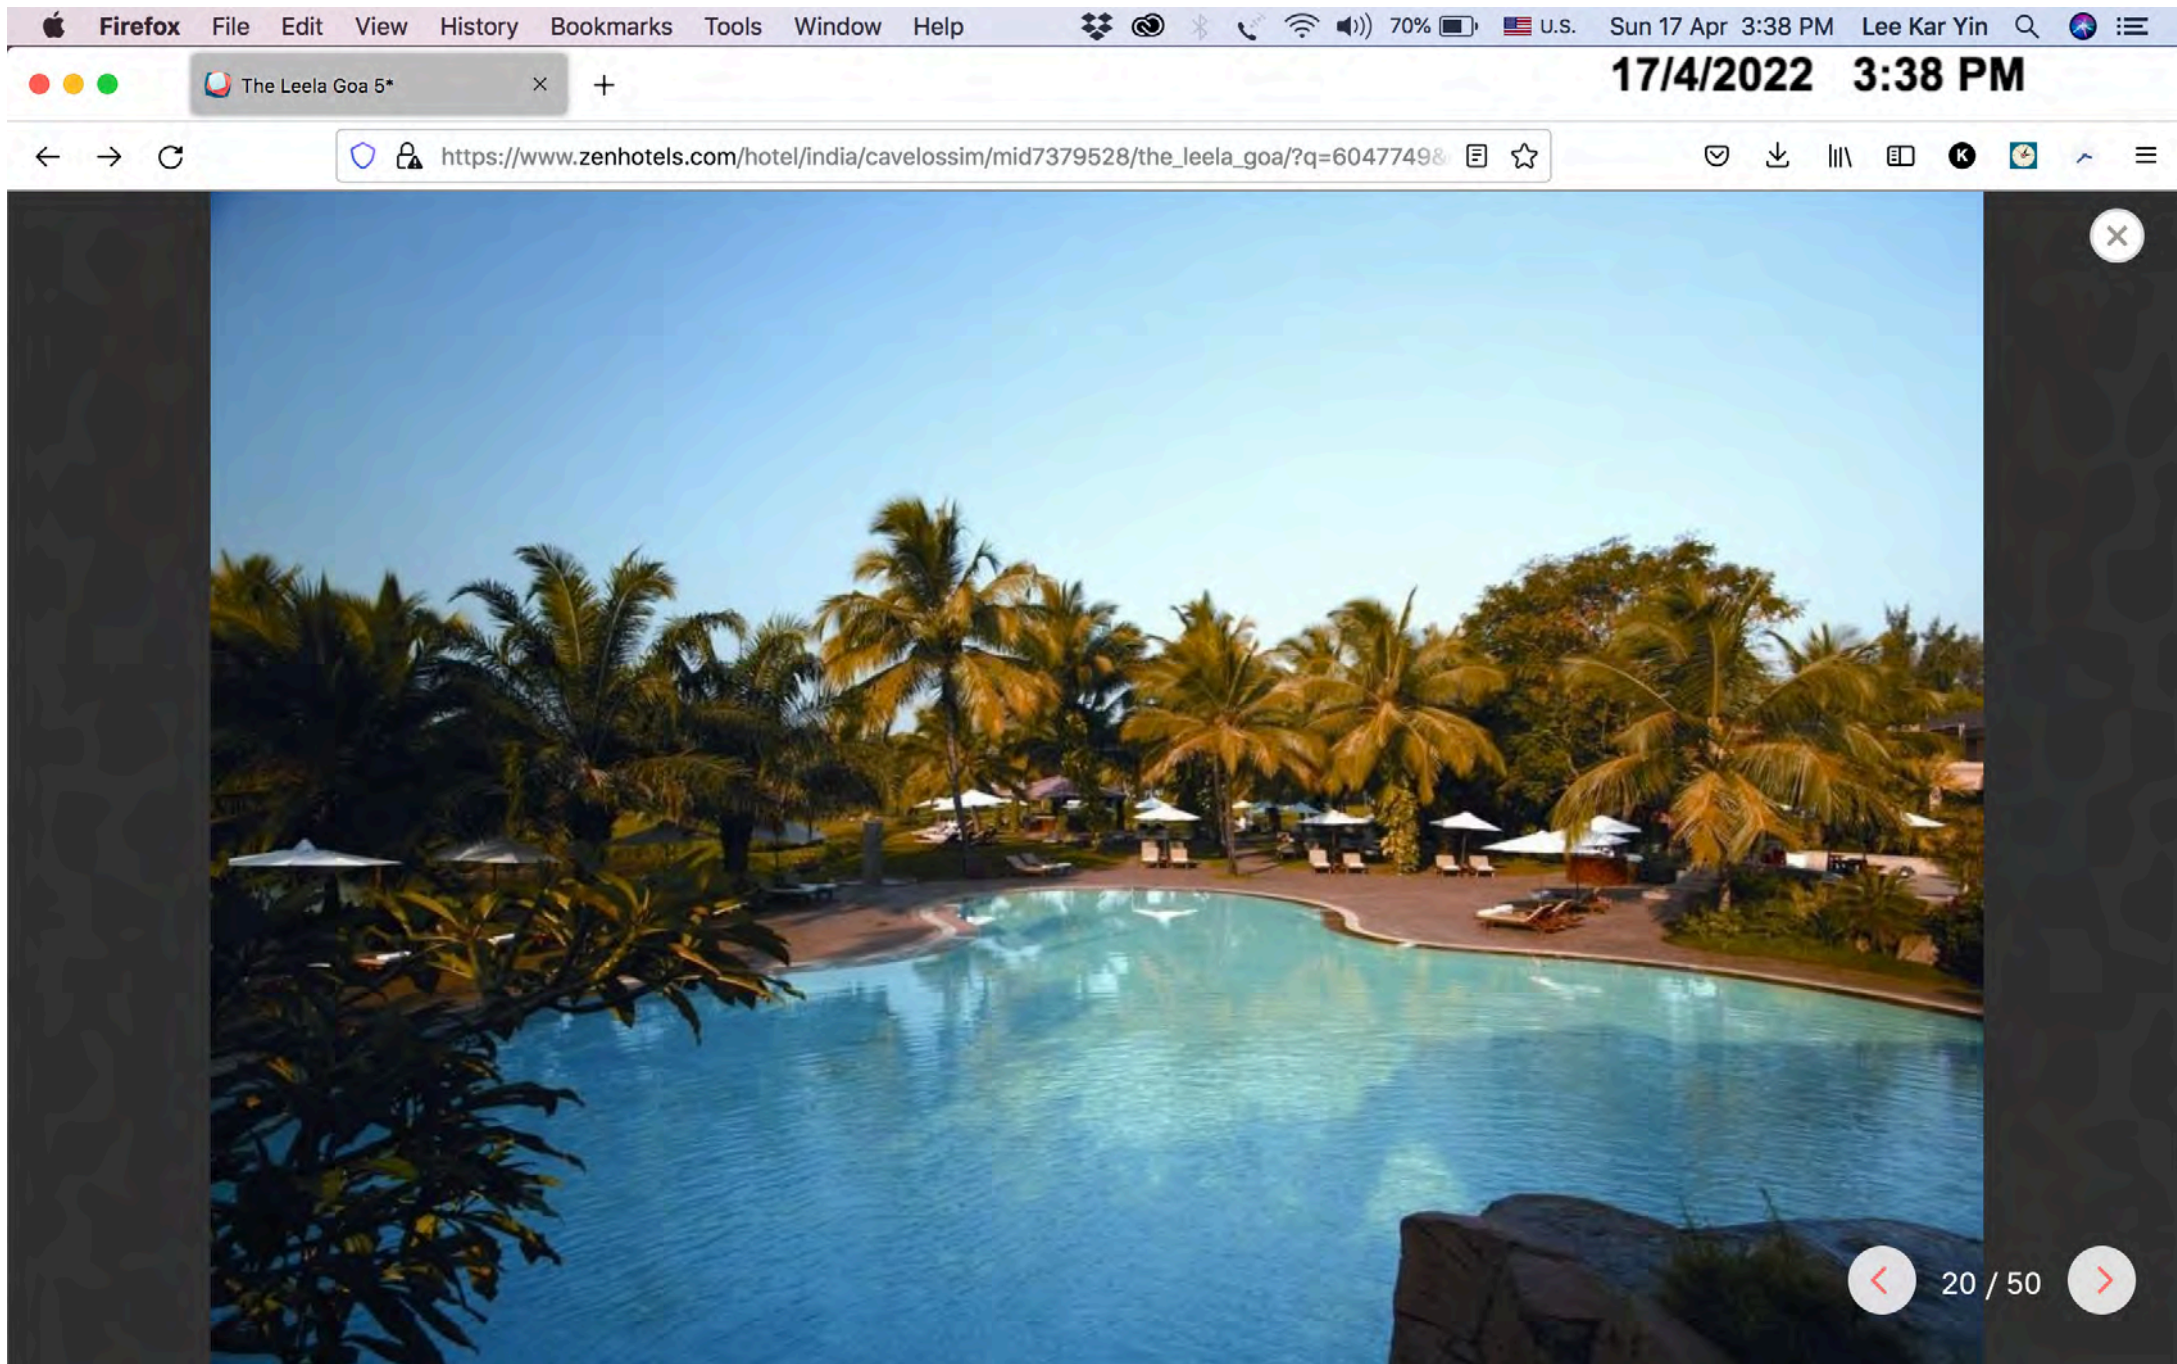 Firefox File Edit View History Bookmarks Tools Window Help 70% U.S. Sun 17 Apr 3:38 PM Lee Kar Yin
The Leela Goa 5*
17/4/2022 3:38 PM
https://www.zenhotels.com/hotel/india/cavelossim/mid7379528/the_leela_goa/?q=6047749&
K
20 / 50